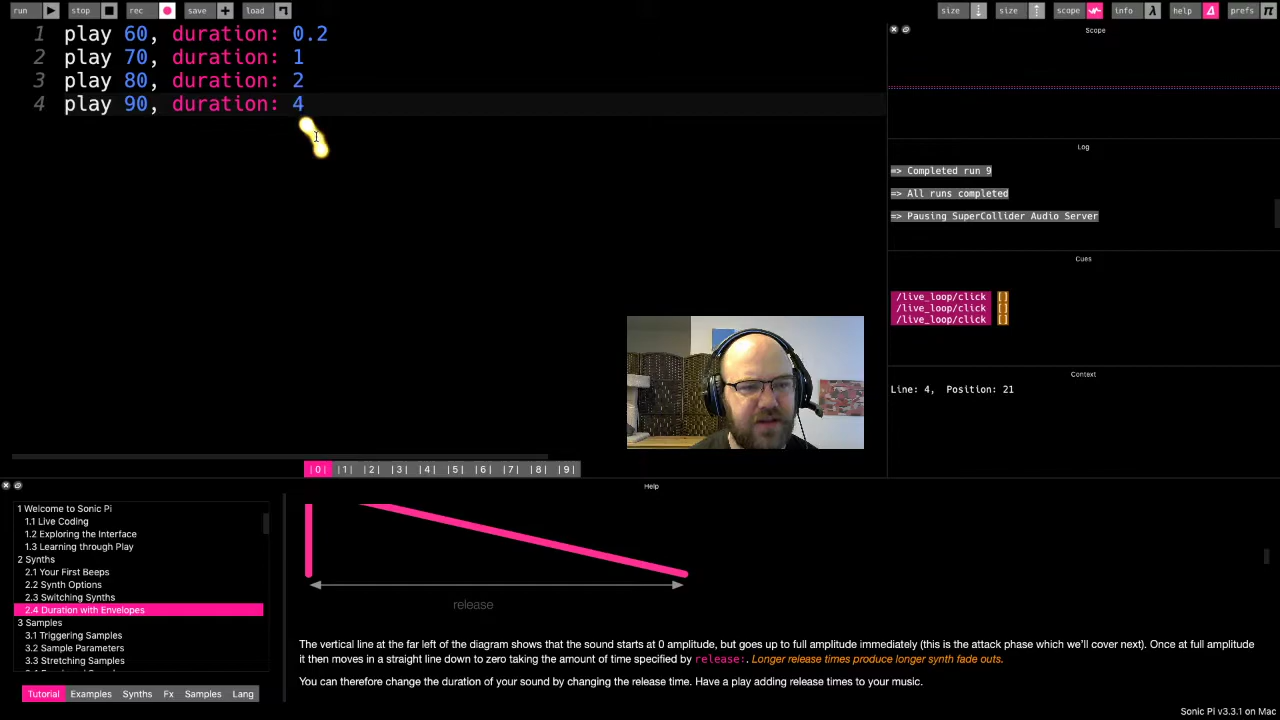 run stop rec save load size size scope info help prefs
1 play 60, duration: 0.2
2 play 70, duration: 1
3 play 80, duration: 2
4 play 90, duration: 4
Scope
Log
=> Completed run 9
=> All runs completed
=> Pausing SuperCollider Audio Server
Cues
/live_loop/click []
/live_loop/click []
/live_loop/click []
Context
Line: 4, Position: 21
|0| |1| |2| |3| |4| |5| |6| |7| |8| |9|
Help
1 Welcome to Sonic Pi
1.1 Live Coding
1.2 Exploring the Interface
1.3 Learning through Play
2 Synths
2.1 Your First Beeps
2.2 Synth Options
2.3 Switching Synths
2.4 Duration with Envelopes
3 Samples
3.1 Triggering Samples
3.2 Sample Parameters
3.3 Stretching Samples
Tutorial Examples Synths Fx Samples Lang
release
The vertical line at the far left of the diagram shows that the sound starts at 0 amplitude, but goes up to full amplitude immediately (this is the attack phase which we'll cover next). Once at full amplitude
it then moves in a straight line down to zero taking the amount of time specified by release:. Longer release times produce longer synth fade outs.
You can therefore change the duration of your sound by changing the release time. Have a play adding release times to your music.
Sonic Pi v3.3.1 on Mac